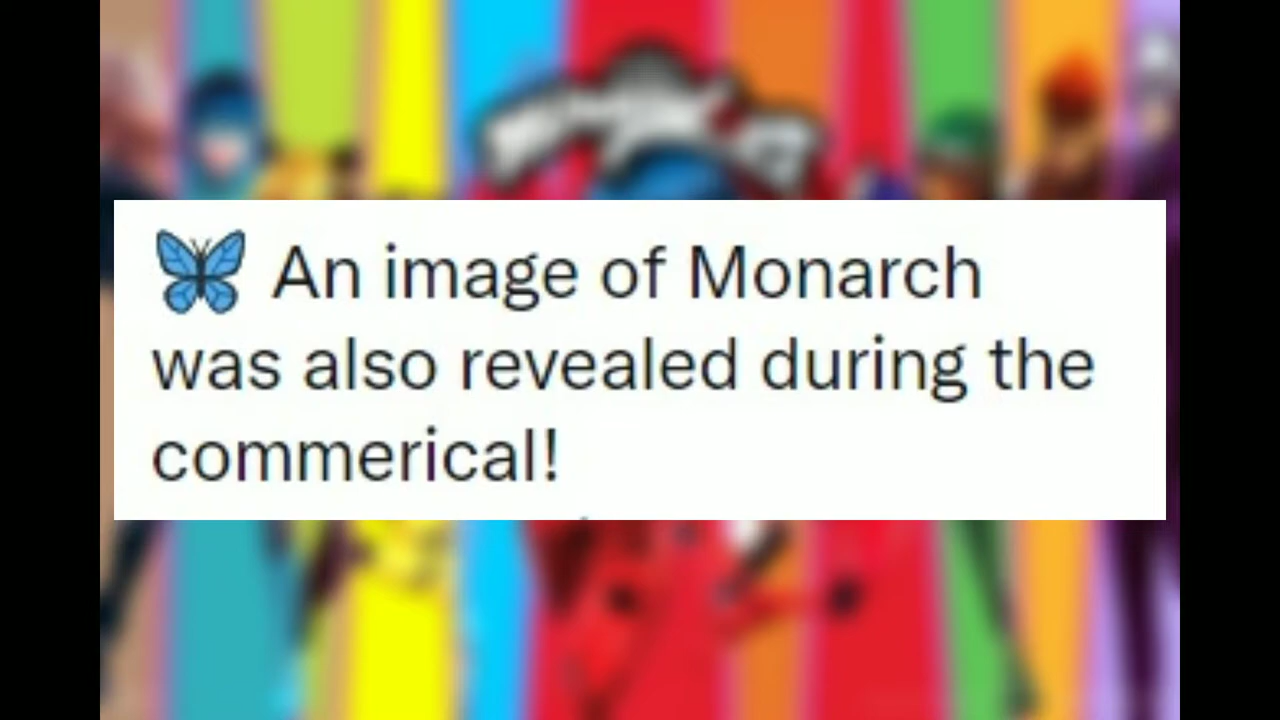 🦋 An image of Monarch
was also revealed during the
commerical!